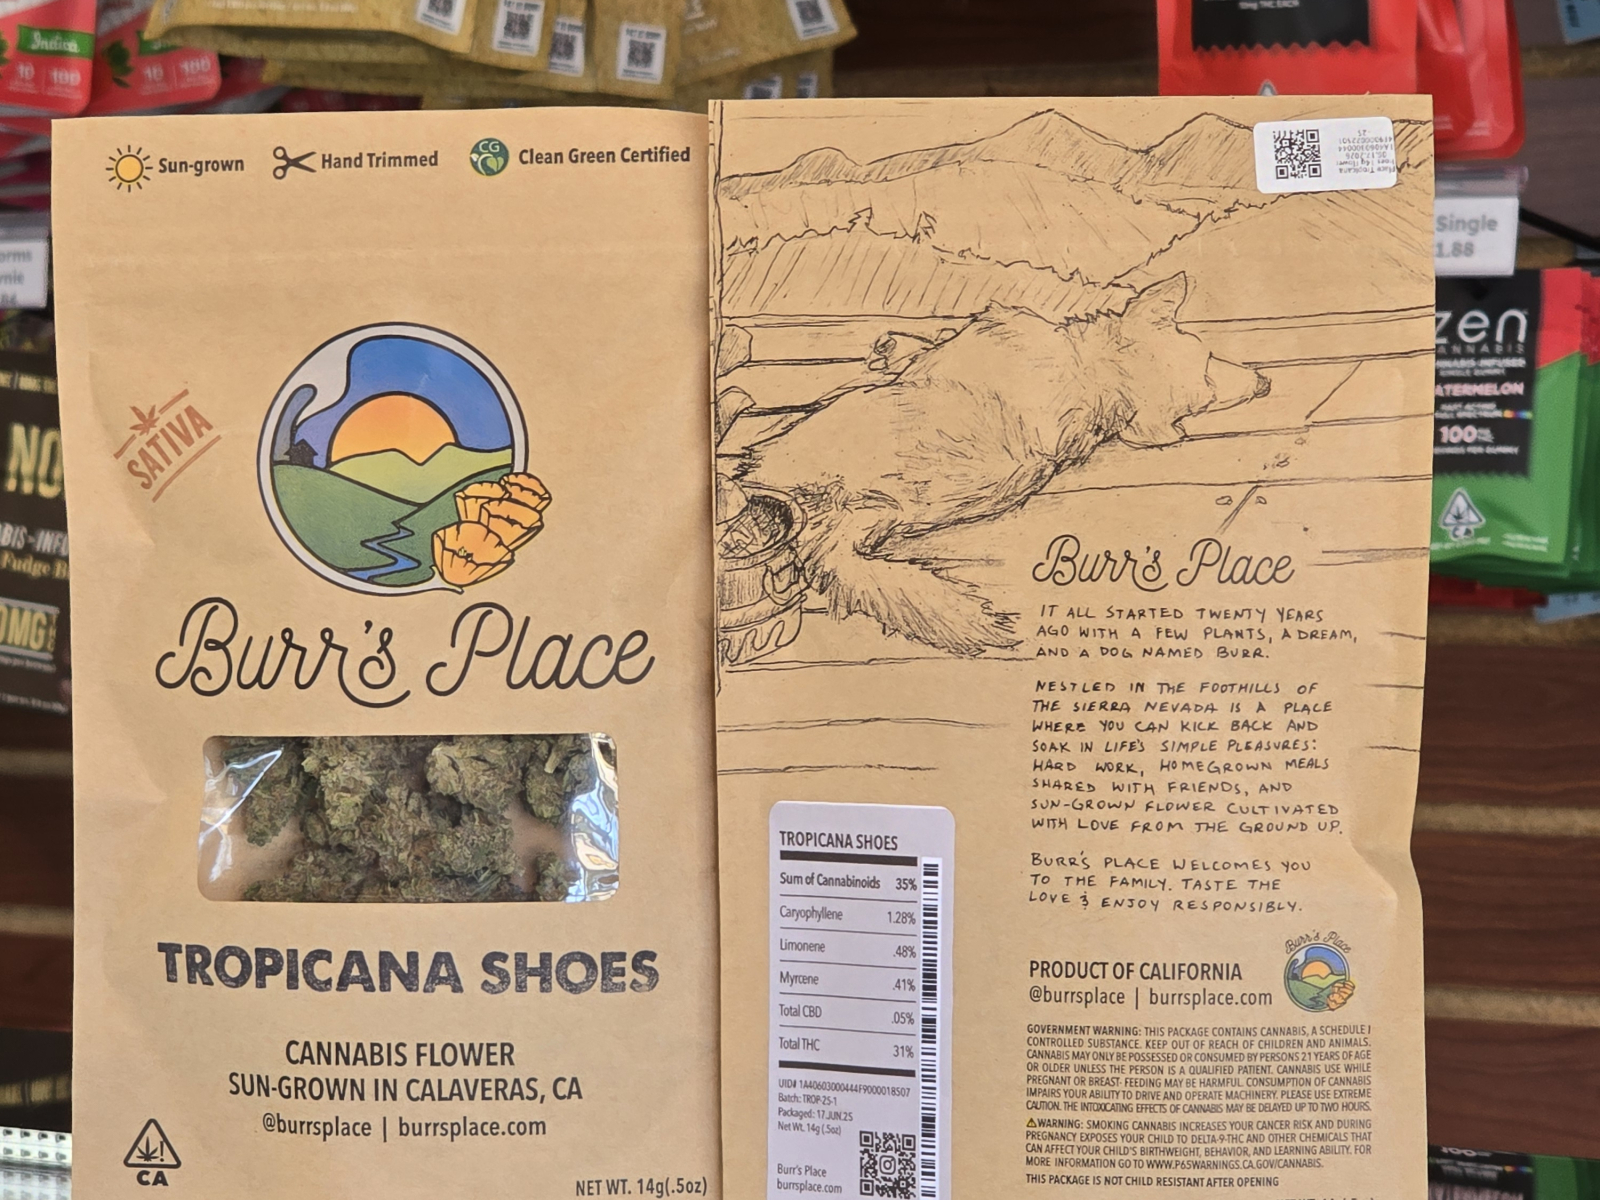 Indica
10 100
10 100
Sun-grown
Hand Trimmed
CG
Clean Green Certified
SATIVA
Burr's Place
TROPICANA SHOES
CANNABIS FLOWER
SUN-GROWN IN CALAVERAS, CA
@burrsplace | burrsplace.com
CA
NET WT. 14g(.5oz)
Burr's Place
IT ALL STARTED TWENTY YEARS
AGO WITH A FEW PLANTS, A DREAM,
AND A DOG NAMED BURR.
NESTLED IN THE FOOTHILLS OF
THE SIERRA NEVADA IS A PLACE
WHERE YOU CAN KICK BACK AND
SOAK IN LIFE'S SIMPLE PLEASURES:
HARD WORK, HOMEGROWN MEALS
SHARED WITH FRIENDS, AND
SUN-GROWN FLOWER CULTIVATED
WITH LOVE FROM THE GROUND UP.
BURR'S PLACE WELCOMES YOU
TO THE FAMILY. TASTE THE
LOVE & ENJOY RESPONSIBLY.
TROPICANA SHOES
Sum of Cannabinoids 35%
Caryophyllene 1.28%
Limonene .48%
Myrcene .41%
Total CBD .05%
Total THC 31%
UID# 1A40603000444F9000018507
Batch: TROP-25-1
Packaged: 17.JUN.25
Net Wt. 14g (.5oz)
Burr's Place
burrsplace.com
Burr's Place
PRODUCT OF CALIFORNIA
@burrsplace | burrsplace.com
GOVERNMENT WARNING: THIS PACKAGE CONTAINS CANNABIS, A SCHEDULE I
CONTROLLED SUBSTANCE. KEEP OUT OF REACH OF CHILDREN AND ANIMALS.
CANNABIS MAY ONLY BE POSSESSED OR CONSUMED BY PERSONS 21 YEARS OF AGE
OR OLDER UNLESS THE PERSON IS A QUALIFIED PATIENT. CANNABIS USE WHILE
PREGNANT OR BREAST-FEEDING MAY BE HARMFUL. CONSUMPTION OF CANNABIS
IMPAIRS YOUR ABILITY TO DRIVE AND OPERATE MACHINERY. PLEASE USE EXTREME
CAUTION. THE INTOXICATING EFFECTS OF CANNABIS MAY BE DELAYED UP TO TWO HOURS.
WARNING: SMOKING CANNABIS INCREASES YOUR CANCER RISK AND DURING
PREGNANCY EXPOSES YOUR CHILD TO DELTA-9-THC AND OTHER CHEMICALS THAT
CAN AFFECT YOUR CHILD'S BIRTHWEIGHT, BEHAVIOR, AND LEARNING ABILITY. FOR
MORE INFORMATION GO TO WWW.P65WARNINGS.CA.GOV/CANNABIS.
THIS PACKAGE IS NOT CHILD RESISTANT AFTER OPENING
Single
1.88
zen
100